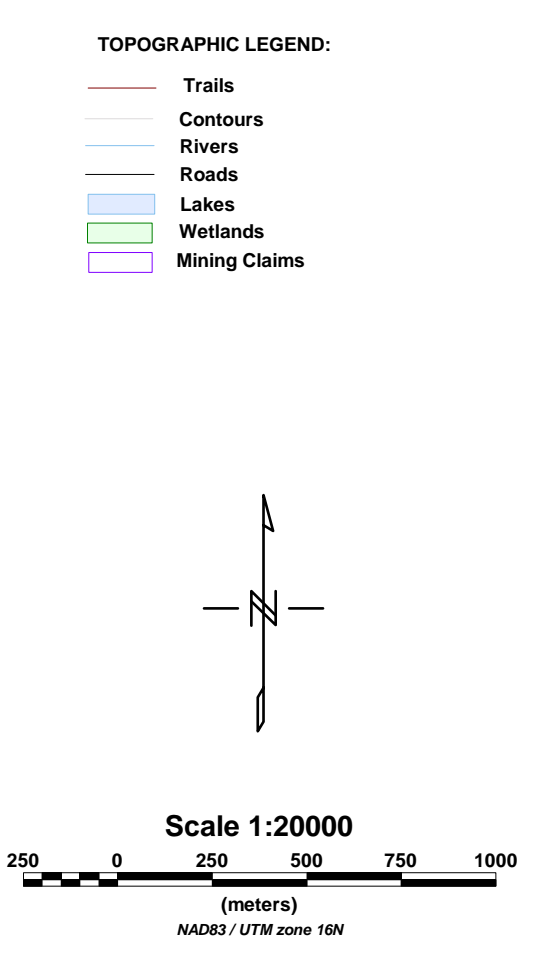 TOPOGRAPHIC LEGEND:
Trails
Contours
Rivers
Roads
Lakes
Wetlands
Mining Claims
N
Scale 1:20000
250 0 250 500 750 1000
(meters)
NAD83 / UTM zone 16N